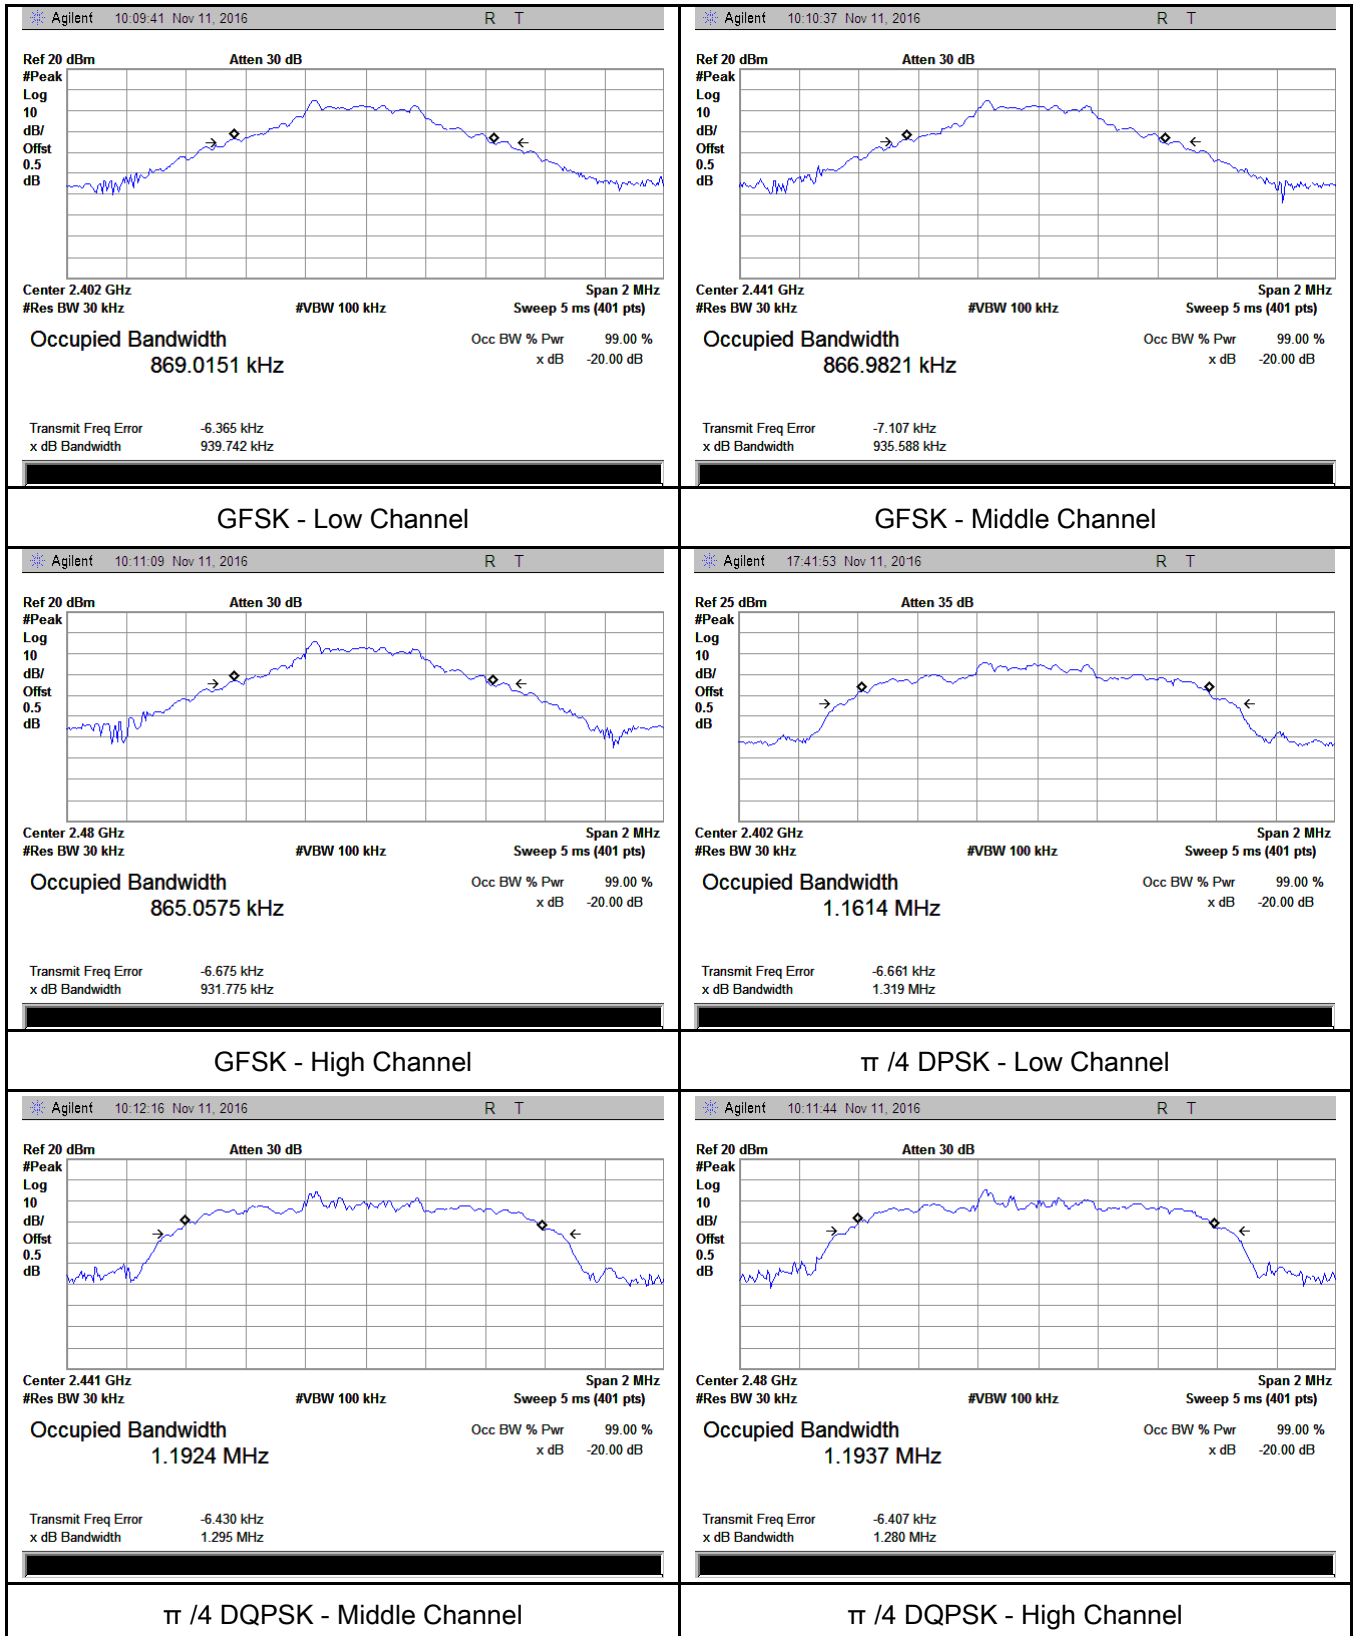 Agilent 10:09:41 Nov 11, 2016 R T
Ref 20 dBm Atten 30 dB
#Peak
Log
10
dB/
Offst
0.5
dB
Center 2.402 GHz Span 2 MHz
#Res BW 30 kHz #VBW 100 kHz Sweep 5 ms (401 pts)
Occupied Bandwidth Occ BW % Pwr 99.00 %
869.0151 kHz x dB -20.00 dB
Transmit Freq Error -6.365 kHz
x dB Bandwidth 939.742 kHz
GFSK - Low Channel
Agilent 10:10:37 Nov 11, 2016 R T
Ref 20 dBm Atten 30 dB
#Peak
Log
10
dB/
Offst
0.5
dB
Center 2.441 GHz Span 2 MHz
#Res BW 30 kHz #VBW 100 kHz Sweep 5 ms (401 pts)
Occupied Bandwidth Occ BW % Pwr 99.00 %
866.9821 kHz x dB -20.00 dB
Transmit Freq Error -7.107 kHz
x dB Bandwidth 935.588 kHz
GFSK - Middle Channel
Agilent 10:11:09 Nov 11, 2016 R T
Ref 20 dBm Atten 30 dB
#Peak
Log
10
dB/
Offst
0.5
dB
Center 2.48 GHz Span 2 MHz
#Res BW 30 kHz #VBW 100 kHz Sweep 5 ms (401 pts)
Occupied Bandwidth Occ BW % Pwr 99.00 %
865.0575 kHz x dB -20.00 dB
Transmit Freq Error -6.675 kHz
x dB Bandwidth 931.775 kHz
GFSK - High Channel
Agilent 17:41:53 Nov 11, 2016 R T
Ref 25 dBm Atten 35 dB
#Peak
Log
10
dB/
Offst
0.5
dB
Center 2.402 GHz Span 2 MHz
#Res BW 30 kHz #VBW 100 kHz Sweep 5 ms (401 pts)
Occupied Bandwidth Occ BW % Pwr 99.00 %
1.1614 MHz x dB -20.00 dB
Transmit Freq Error -6.661 kHz
x dB Bandwidth 1.319 MHz
π /4 DPSK - Low Channel
Agilent 10:12:16 Nov 11, 2016 R T
Ref 20 dBm Atten 30 dB
#Peak
Log
10
dB/
Offst
0.5
dB
Center 2.441 GHz Span 2 MHz
#Res BW 30 kHz #VBW 100 kHz Sweep 5 ms (401 pts)
Occupied Bandwidth Occ BW % Pwr 99.00 %
1.1924 MHz x dB -20.00 dB
Transmit Freq Error -6.430 kHz
x dB Bandwidth 1.295 MHz
π /4 DQPSK - Middle Channel
Agilent 10:11:44 Nov 11, 2016 R T
Ref 20 dBm Atten 30 dB
#Peak
Log
10
dB/
Offst
0.5
dB
Center 2.48 GHz Span 2 MHz
#Res BW 30 kHz #VBW 100 kHz Sweep 5 ms (401 pts)
Occupied Bandwidth Occ BW % Pwr 99.00 %
1.1937 MHz x dB -20.00 dB
Transmit Freq Error -6.407 kHz
x dB Bandwidth 1.280 MHz
π /4 DQPSK - High Channel